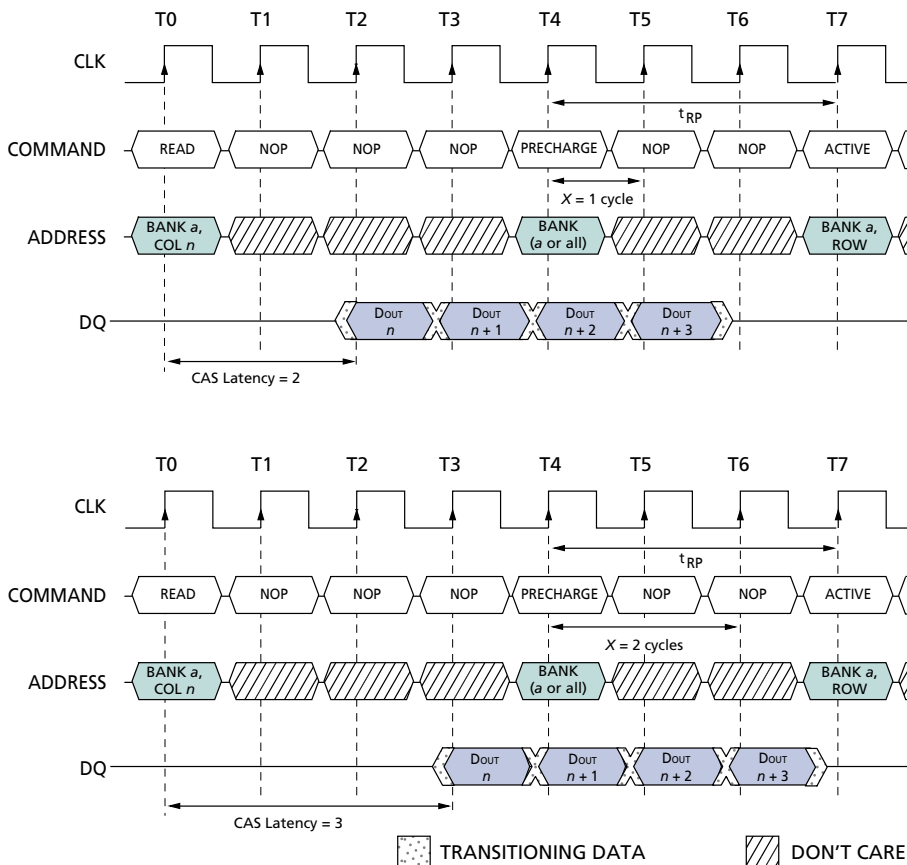 T0 T1 T2 T3 T4 T5 T6 T7
CLK
tRP
COMMAND READ NOP NOP NOP PRECHARGE NOP NOP ACTIVE
X = 1 cycle
ADDRESS BANK a, COL n BANK (a or all) BANK a, ROW
DQ DOUT n DOUT n + 1 DOUT n + 2 DOUT n + 3
CAS Latency = 2
T0 T1 T2 T3 T4 T5 T6 T7
CLK
tRP
COMMAND READ NOP NOP NOP PRECHARGE NOP NOP ACTIVE
X = 2 cycles
ADDRESS BANK a, COL n BANK (a or all) BANK a, ROW
DQ DOUT n DOUT n + 1 DOUT n + 2 DOUT n + 3
CAS Latency = 3
TRANSITIONING DATA DON'T CARE